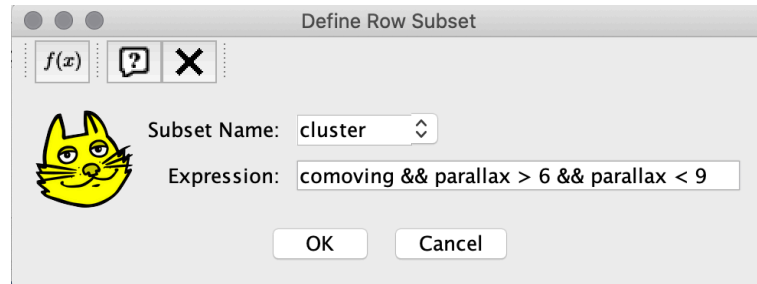 Define Row Subset
f(x) ?
Subset Name: cluster
Expression: comoving && parallax > 6 && parallax < 9
OK Cancel